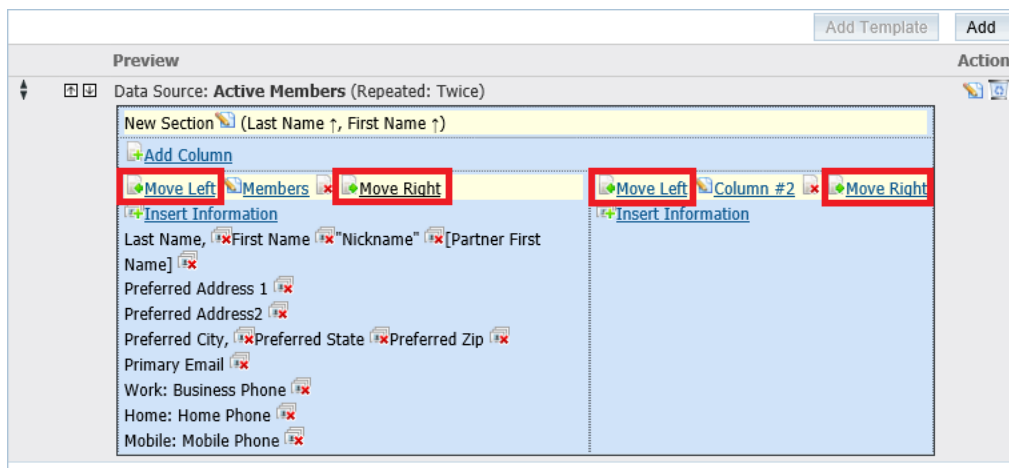 Add Template Add
Preview Action
Data Source: Active Members (Repeated: Twice)
New Section (Last Name ↑, First Name ↑)
Add Column
Move Left Members Move Right Move Left Column #2 Move Right
Insert Information Insert Information
Last Name, First Name "Nickname" [Partner First
Name]
Preferred Address 1
Preferred Address2
Preferred City, Preferred State Preferred Zip
Primary Email
Work: Business Phone
Home: Home Phone
Mobile: Mobile Phone